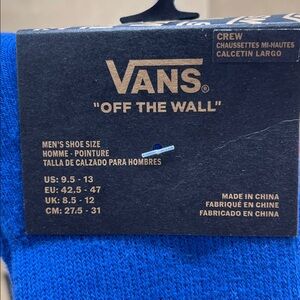 CREW
CHAUSSETTES MI-HAUTES
CALCETIN LARGO
VANS®
"OFF THE WALL"
MEN'S SHOE SIZE
HOMME - POINTURE
TALLA DE CALZADO PARA HOMBRES
US: 9.5 - 13
EU: 42.5 - 47
UK: 8.5 - 12
CM: 27.5 - 31
MADE IN CHINA
FABRIQUÉ EN CHINE
FABRICADO EN CHINA